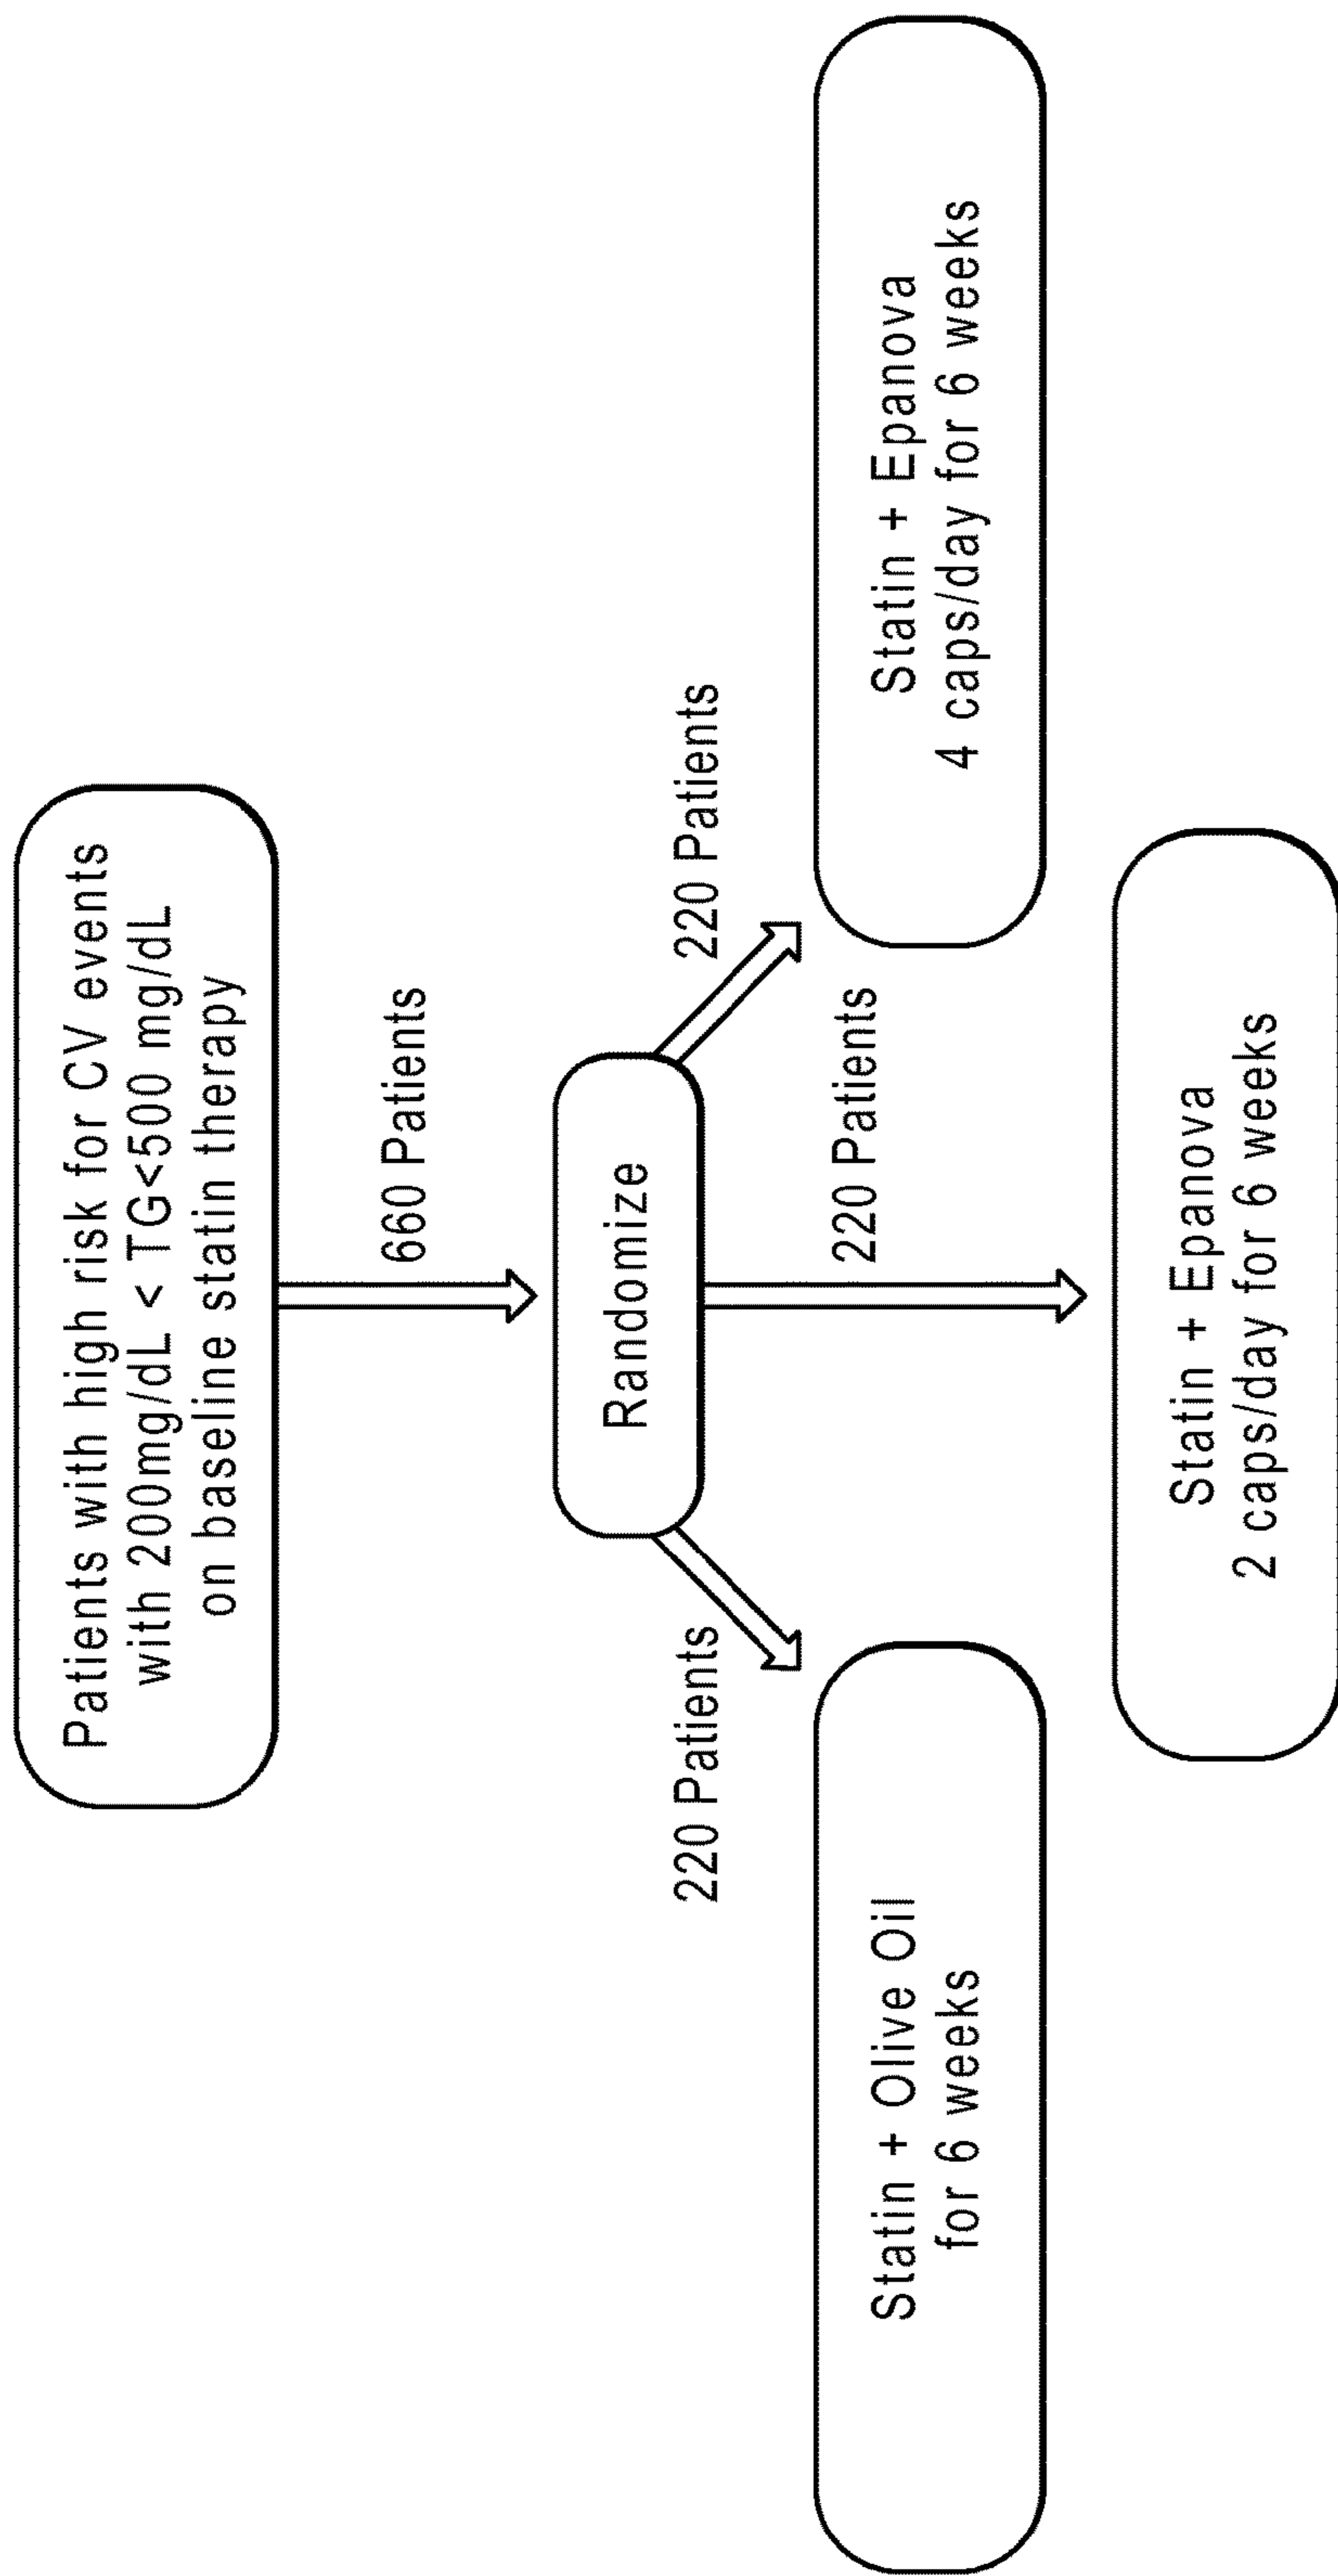 Patients with high risk for CV events
with 200mg/dL < TG<500 mg/dL
on baseline statin therapy
660 Patients
Randomize
220 Patients
220 Patients
220 Patients
Statin + Olive Oil
for 6 weeks
Statin + Epanova
4 caps/day for 6 weeks
Statin + Epanova
2 caps/day for 6 weeks